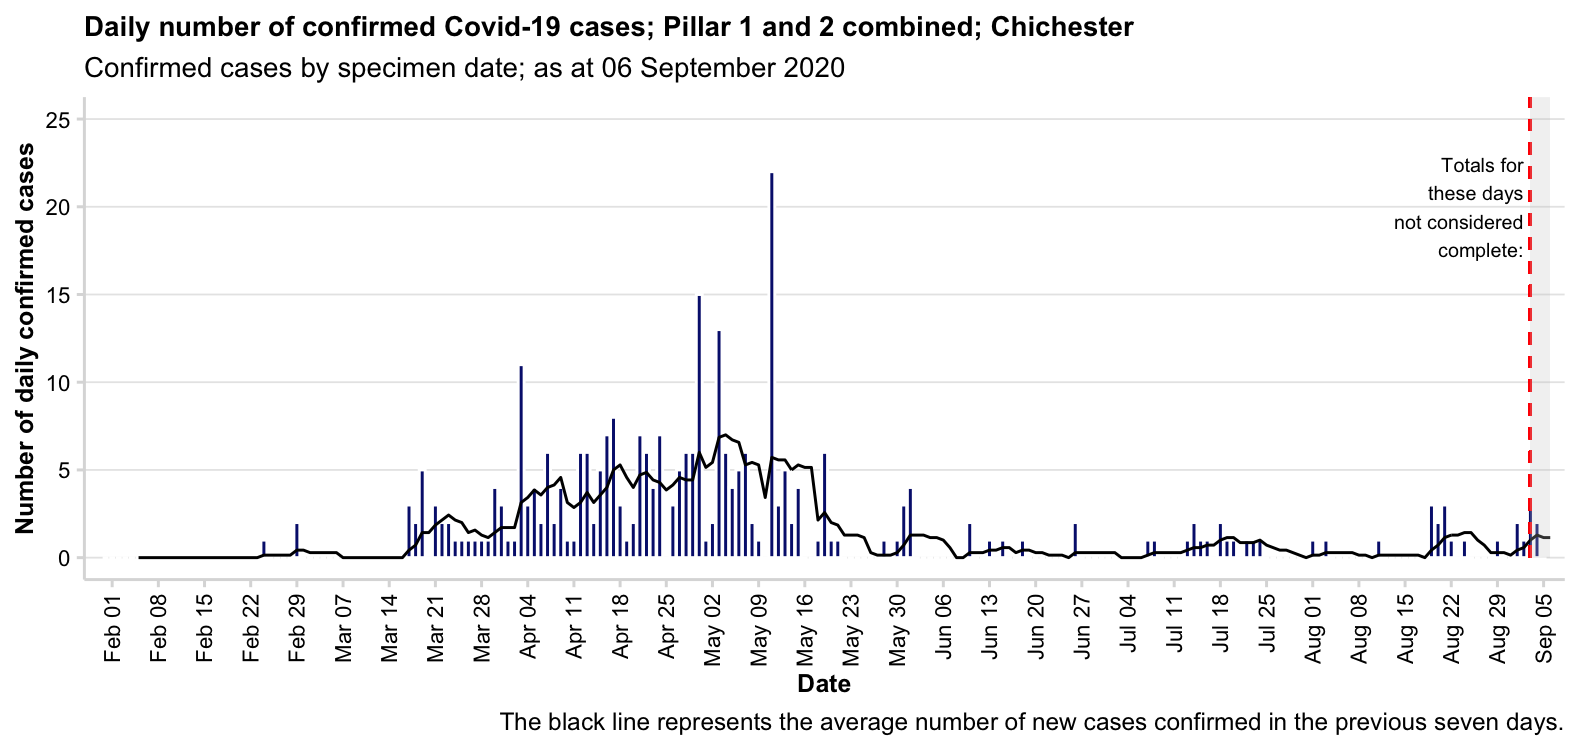 Daily number of confirmed Covid-19 cases; Pillar 1 and 2 combined; Chichester
Confirmed cases by specimen date; as at 06 September 2020
Number of daily confirmed cases
25
20
15
10
5
0
Totals for
these days
not considered
complete:
Feb 01
Feb 08
Feb 15
Feb 22
Feb 29
Mar 07
Mar 14
Mar 21
Mar 28
Apr 04
Apr 11
Apr 18
Apr 25
May 02
May 09
May 16
May 23
May 30
Jun 06
Jun 13
Jun 20
Jun 27
Jul 04
Jul 11
Jul 18
Jul 25
Aug 01
Aug 08
Aug 15
Aug 22
Aug 29
Sep 05
Date
The black line represents the average number of new cases confirmed in the previous seven days.